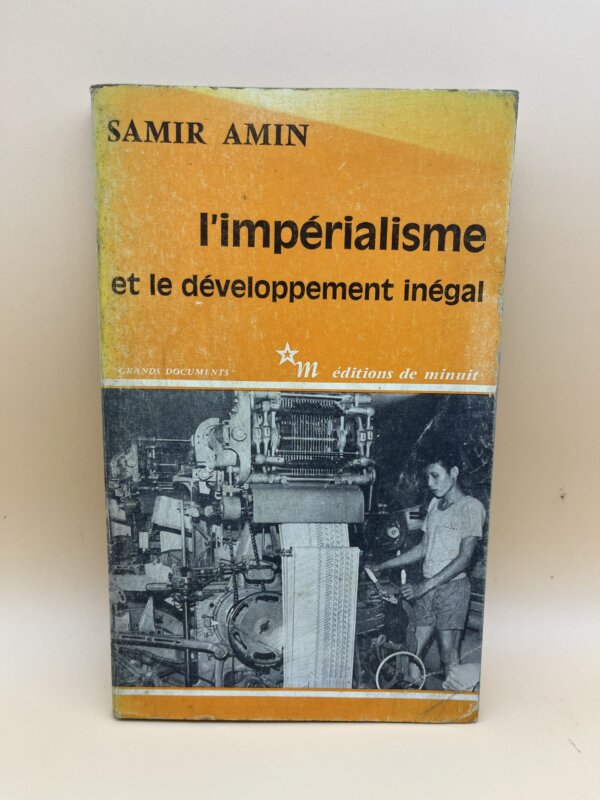 SAMIR AMIN
l'impérialisme
et le développement inégal
"GRANDS DOCUMENTS" m éditions de minuit